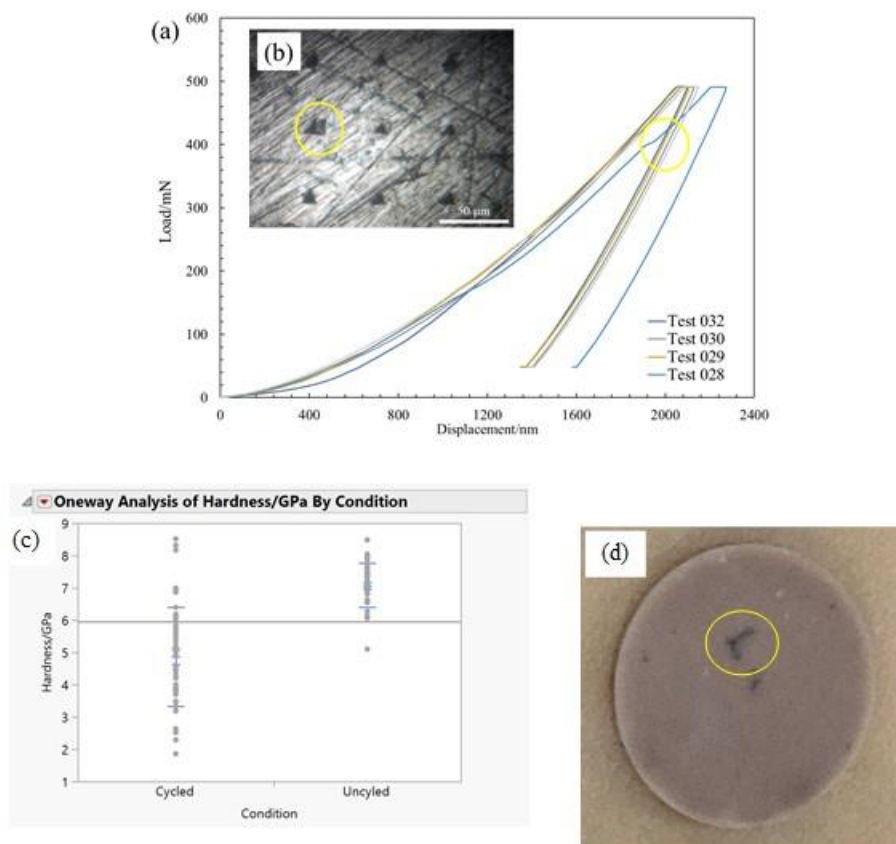 (a)
(b)
50 μm
600
500
400
300
200
100
0
Load/mN
0
400
800
1200
1600
2000
2400
Displacement/nm
Test 032
Test 030
Test 029
Test 028
Oneway Analysis of Hardness/GPa By Condition
(c)
9
8
7
6
5
4
3
2
1
Hardness/GPa
Cycled
Uncyled
Condition
(d)